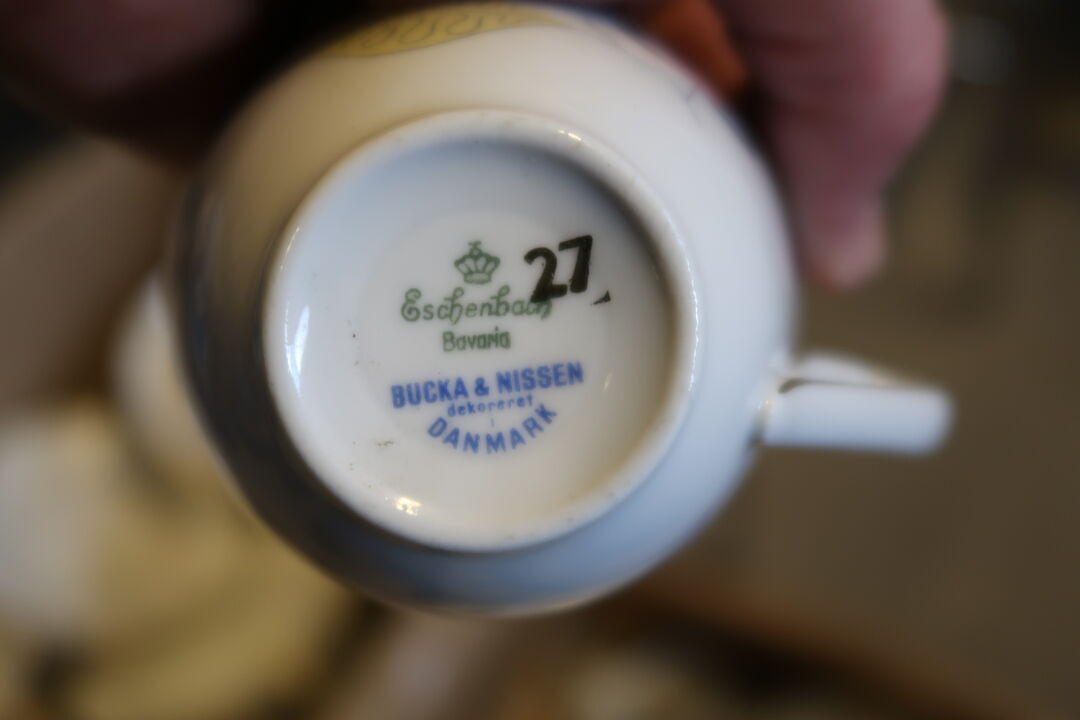 27
Eschenbach
Bavaria
BUCKA & NISSEN
dekoreret
i
DANMARK